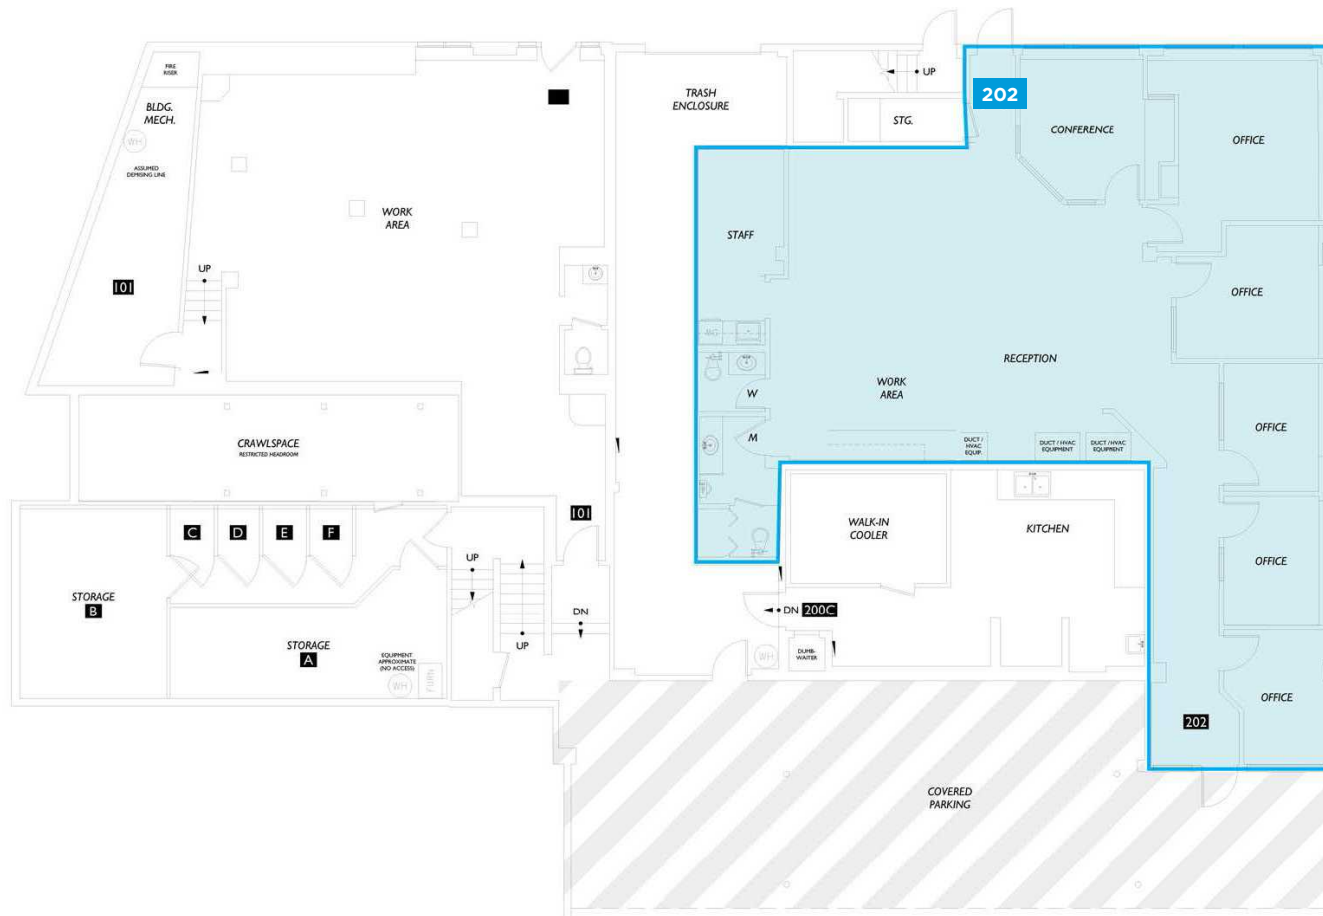 FIRE
RISER
BLDG.
MECH.
WH
ASSUMED
DEMISING LINE
101
UP
WORK
AREA
TRASH
ENCLOSURE
UP
STG.
202
CONFERENCE
OFFICE
STAFF
OFFICE
RECEPTION
WORK
AREA
W
M
DUCT /
HVAC
EQUIP.
DUCT / HVAC
EQUIPMENT
DUCT / HVAC
EQUIPMENT
OFFICE
CRAWLSPACE
RESTRICTED HEADROOM
101
C
D
E
F
WALK-IN
COOLER
KITCHEN
OFFICE
STORAGE
B
UP
DN
UP
DN 200C
STORAGE
A
EQUIPMENT
APPROXIMATE
(NO ACCESS)
WH
FURN
WH
DUMB-
WAITER
OFFICE
202
COVERED
PARKING